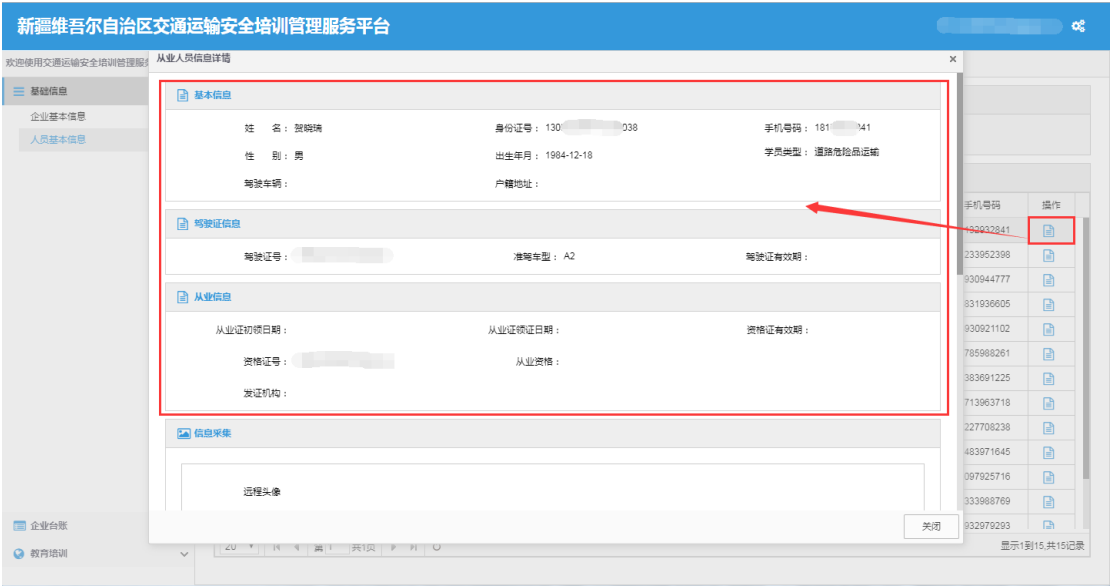 新疆维吾尔自治区交通运输安全培训管理服务平台
欢迎使用交通运输安全培训管理服务
从业人员信息详情
×
基础信息
企业基本信息
人员基本信息
基本信息
姓 名： 贺晓瑞
身份证号： 130 038
手机号码： 181 41
性 别： 男
出生年月： 1984-12-18
学员类型： 道路危险品运输
驾驶车辆：
户籍地址：
驾驶证信息
驾驶证号：
准驾车型： A2
驾驶证有效期：
从业信息
从业证初领日期：
从业证领证日期：
资格证有效期：
资格证号：
从业资格：
发证机构：
信息采集
远程头像
关闭
手机号码 操作
132932841
233952398
930944777
831936605
930921102
785988261
383691225
713963718
227708238
483971645
097925716
333988769
932979293
企业台账
教育培训
20 第 1 共1页
显示1到15,共15记录